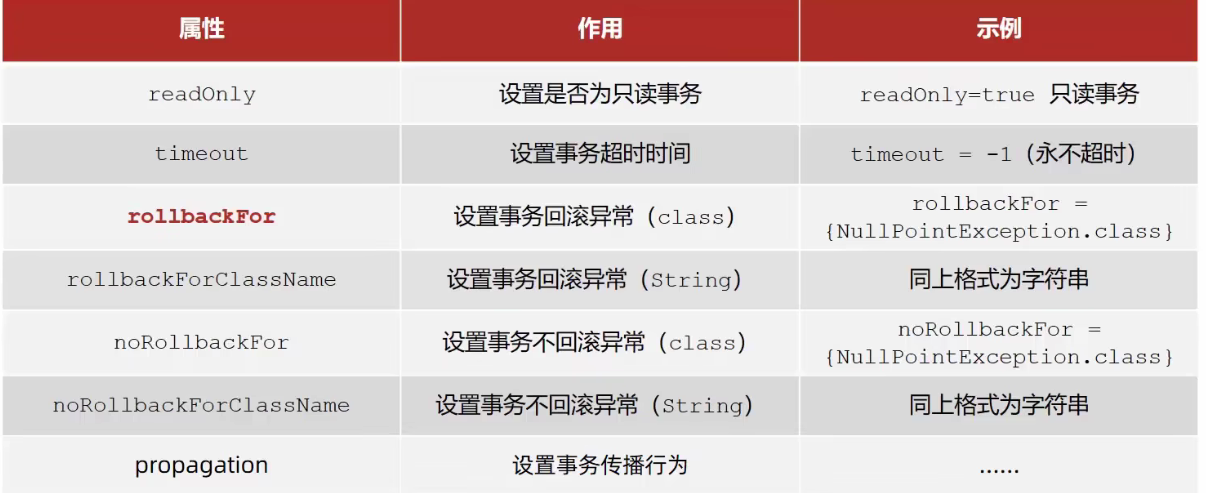 属性 作用 示例
readOnly 设置是否为只读事务 readOnly=true 只读事务
timeout 设置事务超时时间 timeout = -1（永不超时）
rollbackFor 设置事务回滚异常（class） rollbackFor =
{NullPointException.class}
rollbackForClassName 设置事务回滚异常（String） 同上格式为字符串
noRollbackFor 设置事务不回滚异常（class） noRollbackFor =
{NullPointException.class}
noRollbackForClassName 设置事务不回滚异常（String） 同上格式为字符串
propagation 设置事务传播行为 ......